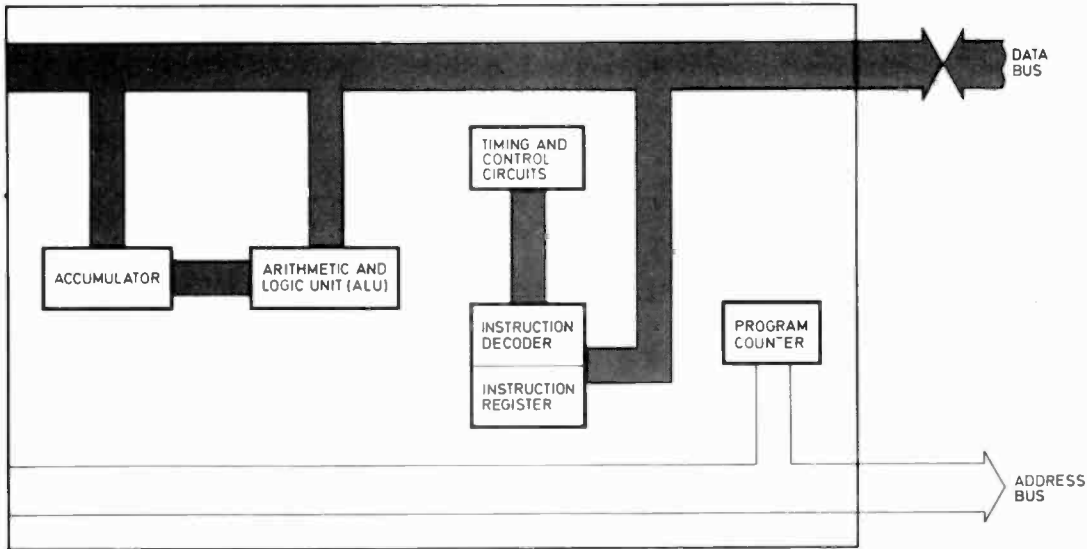 DATA
BUS
TIMING AND
CONTROL
CIRCUITS
ACCUMULATOR
ARITHMETIC AND
LOGIC UNIT (ALU)
INSTRUCTION
DECODER
INSTRUCTION
REGISTER
PROGRAM
COUNTER
ADDRESS
BUS